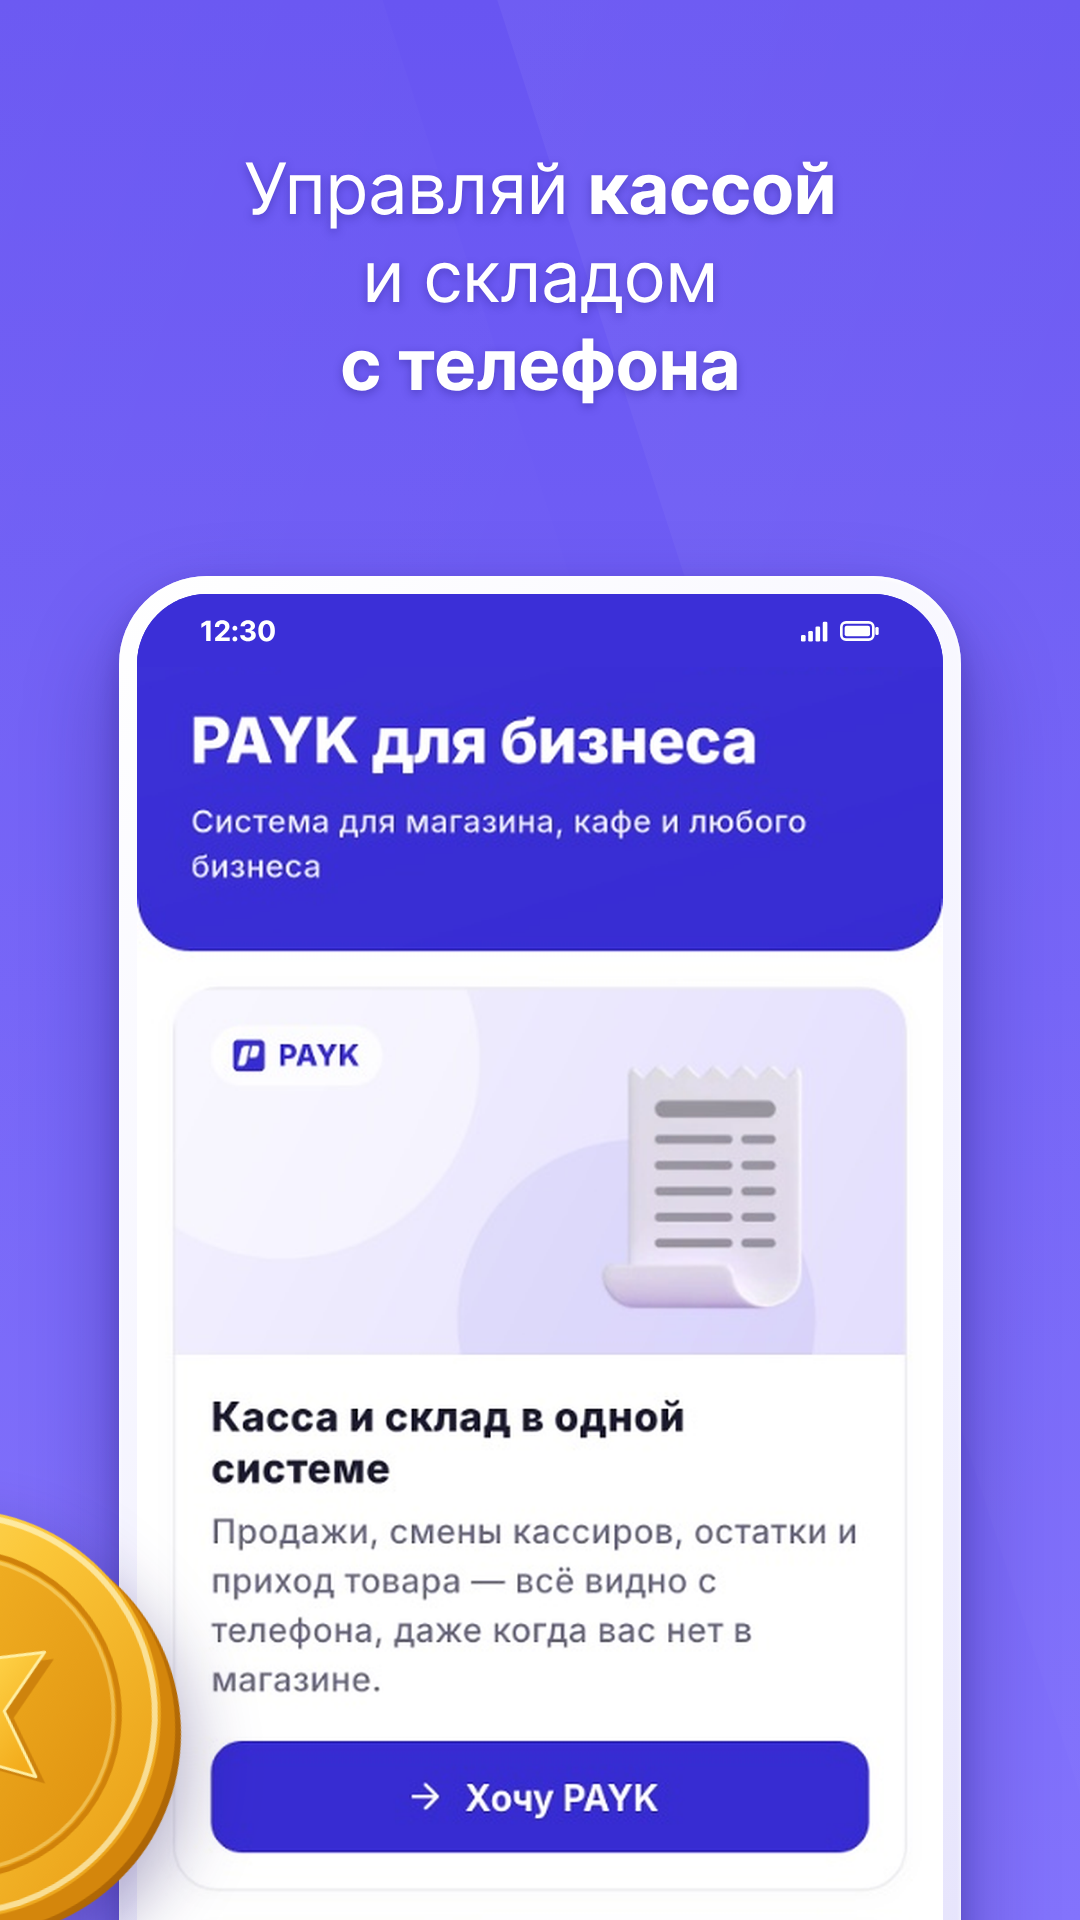 Управляй кассой
и складом
с телефона
12:30
PAYK для бизнеса
Система для магазина, кафе и любого
бизнеса
PAYK
Касса и склад в одной
системе
Продажи, смены кассиров, остатки и
приход товара — всё видно с
телефона, даже когда вас нет в
магазине.
→ Хочу PAYK